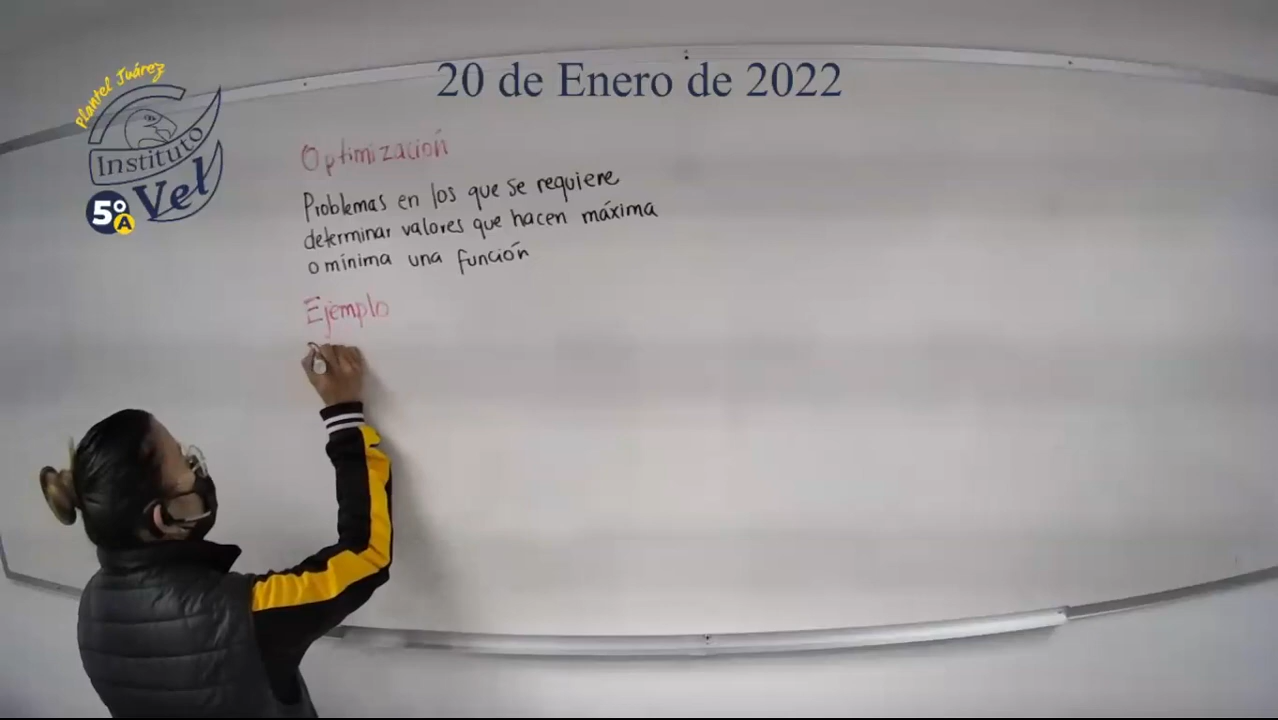 20 de Enero de 2022
Plantel Juárez
Instituto
Vel
5º
A
Optimización
Problemas en los que se requiere
determinar valores que hacen máxima
o mínima una función
Ejemplo